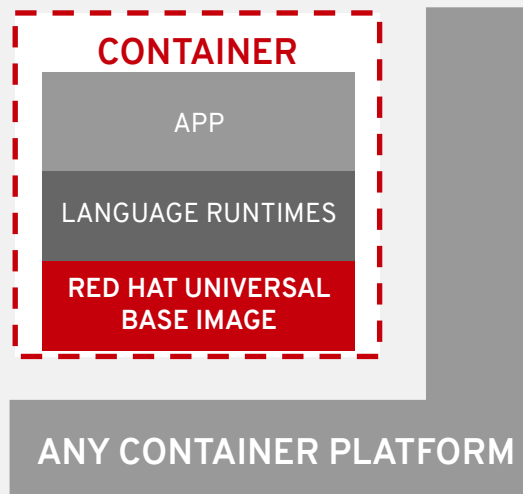 CONTAINER
APP
LANGUAGE RUNTIMES
RED HAT UNIVERSAL
BASE IMAGE
ANY CONTAINER PLATFORM